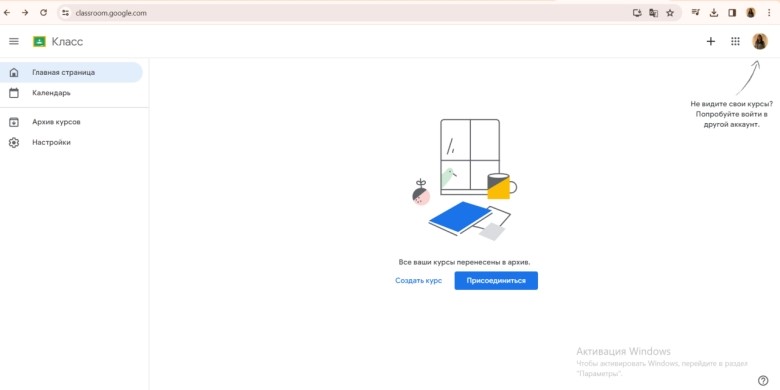 classroom.google.com
Класс
Главная страница
Календарь
Архив курсов
Настройки
Не видите свои курсы?
Попробуйте войти в
другой аккаунт.
Все ваши курсы перенесены в архив.
Создать курс
Присоединиться
Активация Windows
Чтобы активировать Windows, перейдите в раздел
"Параметры".